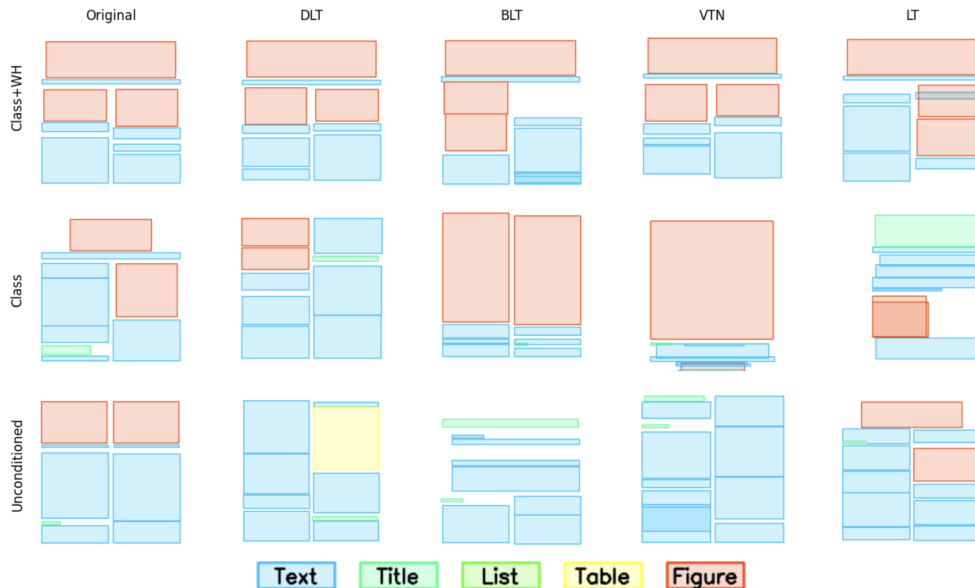 Original DLT BLT VTN LT
Class+WH
Class
Unconditioned
Text Title List Table Figure